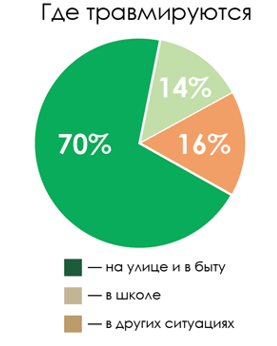 Где травмируются
14%
70%
16%
— на улице и в быту
— в школе
— в других ситуациях